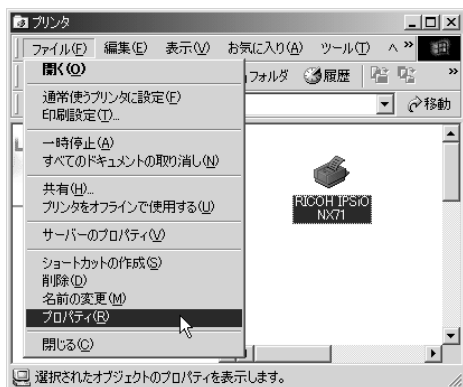 プリンタ
ファイル(F) 編集(E) 表示(V) お気に入り(A) ツール(T) ヘ »
開く(O)
フォルダ 履歴 »
通常使うプリンタに設定(F)
印刷設定(T)...
移動
一時停止(A)
すべてのドキュメントの取り消し(N)
共有(H)...
プリンタをオフラインで使用する(U)
RICOH IPSiO
NX71
サーバーのプロパティ(V)
ショートカットの作成(S)
削除(D)
名前の変更(M)
プロパティ(R)
閉じる(C)
選択されたオブジェクトのプロパティを表示します。